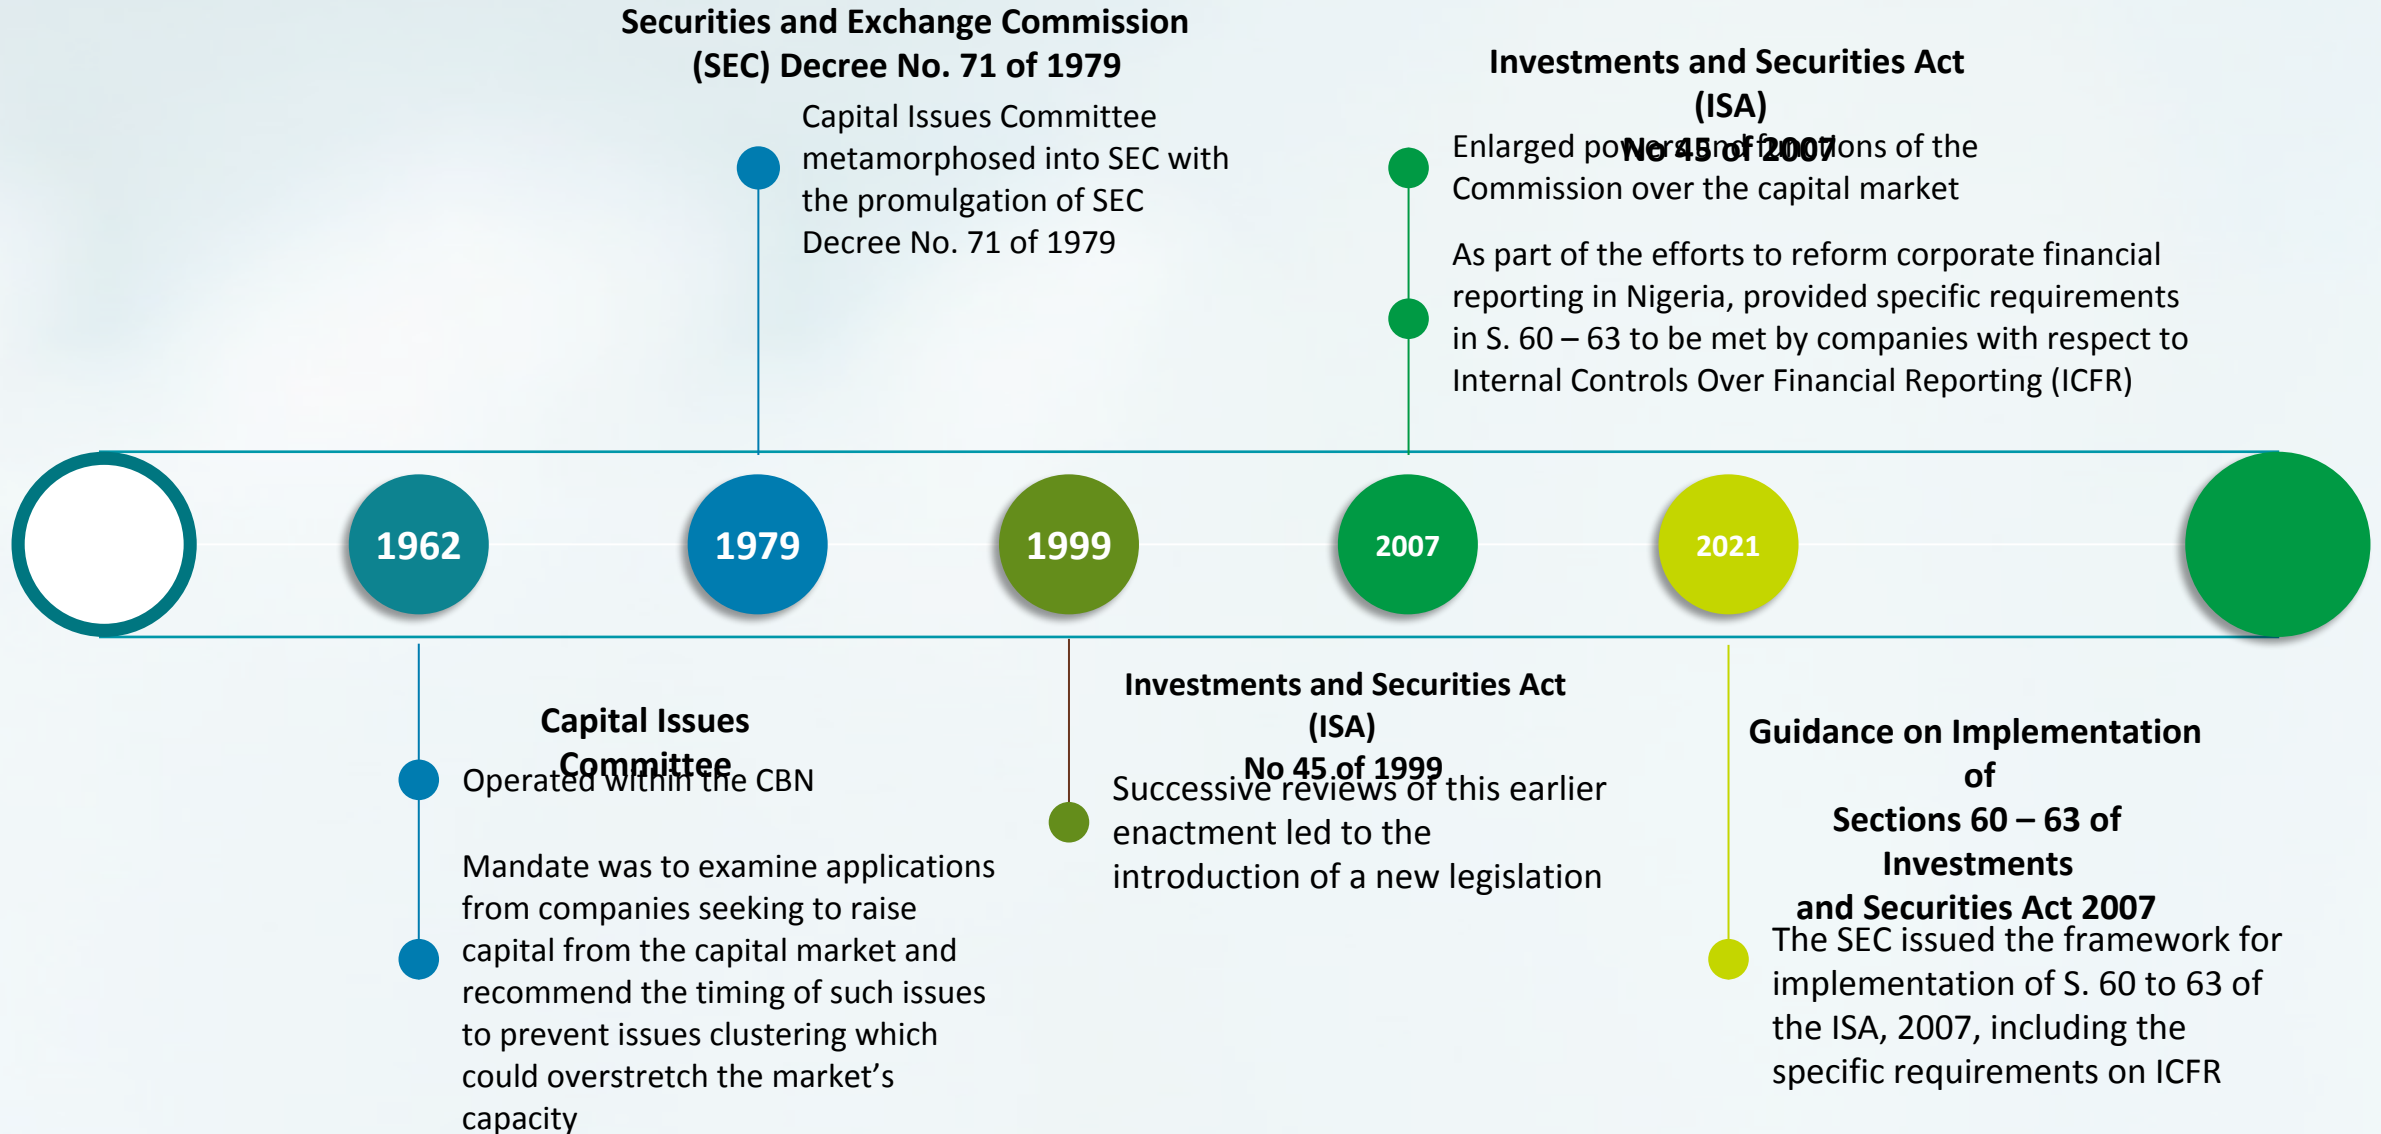 Securities and Exchange Commission
(SEC) Decree No. 71 of 1979
Capital Issues Committee
metamorphosed into SEC with
the promulgation of SEC
Decree No. 71 of 1979
Investments and Securities Act
(ISA)
No 45 of 2007
Enlarged powers and functions of the
Commission over the capital market
As part of the efforts to reform corporate financial
reporting in Nigeria, provided specific requirements
in S. 60 – 63 to be met by companies with respect to
Internal Controls Over Financial Reporting (ICFR)
1962
1979
1999
2007
2021
Capital Issues
Committee
Operated within the CBN
Mandate was to examine applications
from companies seeking to raise
capital from the capital market and
recommend the timing of such issues
to prevent issues clustering which
could overstretch the market’s
capacity
Investments and Securities Act
(ISA)
No 45 of 1999
Successive reviews of this earlier
enactment led to the
introduction of a new legislation
Guidance on Implementation
of
Sections 60 – 63 of
Investments
and Securities Act 2007
The SEC issued the framework for
implementation of S. 60 to 63 of
the ISA, 2007, including the
specific requirements on ICFR